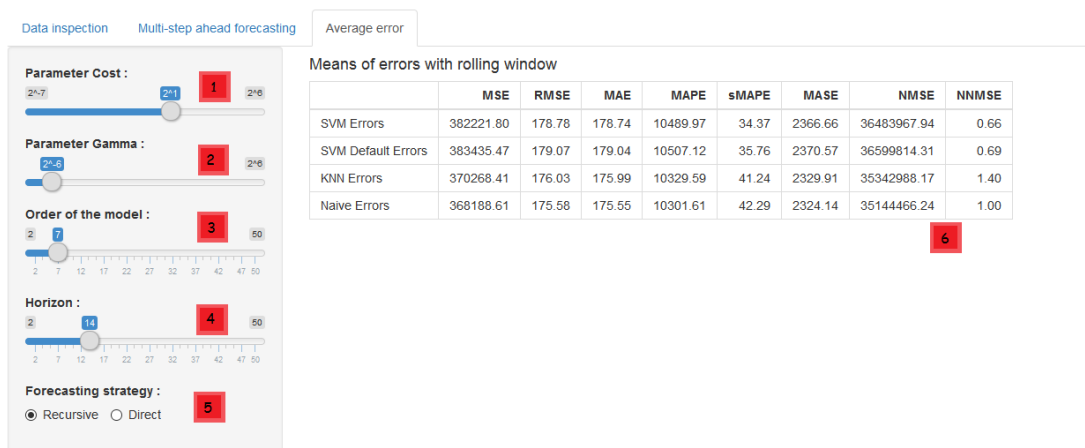 Data inspection Multi-step ahead forecasting Average error
Parameter Cost :
1
2^-7 2^1 2^6
Parameter Gamma :
2
2^-6 2^6
Order of the model :
3
2 7 50
2 7 12 17 22 27 32 37 42 47 50
Horizon :
4
2 14 50
2 7 12 17 22 27 32 37 42 47 50
Forecasting strategy :
5
Recursive Direct
Means of errors with rolling window
MSE RMSE MAE MAPE sMAPE MASE NMSE NNMSE
SVM Errors 382221.80 178.78 178.74 10489.97 34.37 2366.66 36483967.94 0.66
SVM Default Errors 383435.47 179.07 179.04 10507.12 35.76 2370.57 36599814.31 0.69
KNN Errors 370268.41 176.03 175.99 10329.59 41.24 2329.91 35342988.17 1.40
Naive Errors 368188.61 175.58 175.55 10301.61 42.29 2324.14 35144466.24 1.00
6